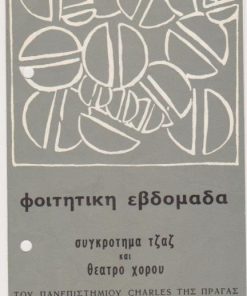 φοιτητικη εβδομαδα
συγκροτημα τζαζ
και
θεατρο χορου
ΤΟΥ ΠΑΝΕΠΙΣΤΗΜΙΟΥ CHARLES ΤΗΣ ΠΡΑΓΑΣ